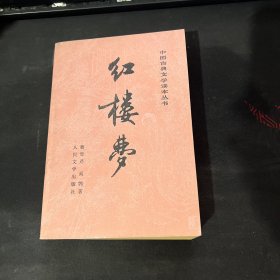 中国古典文学读本丛书
红楼梦
曹雪芹 高鹗著
人民文学出版社